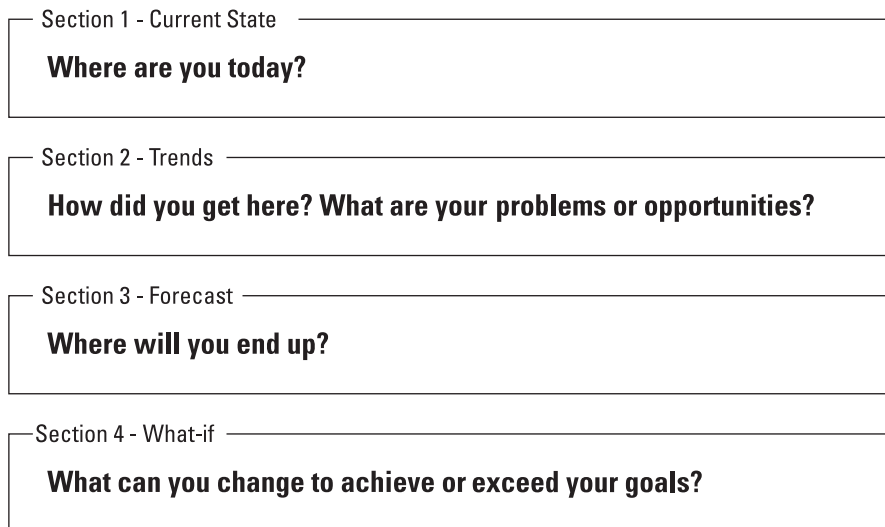 Section 1 - Current State
Where are you today?
Section 2 - Trends
How did you get here? What are your problems or opportunities?
Section 3 - Forecast
Where will you end up?
Section 4 - What-if
What can you change to achieve or exceed your goals?